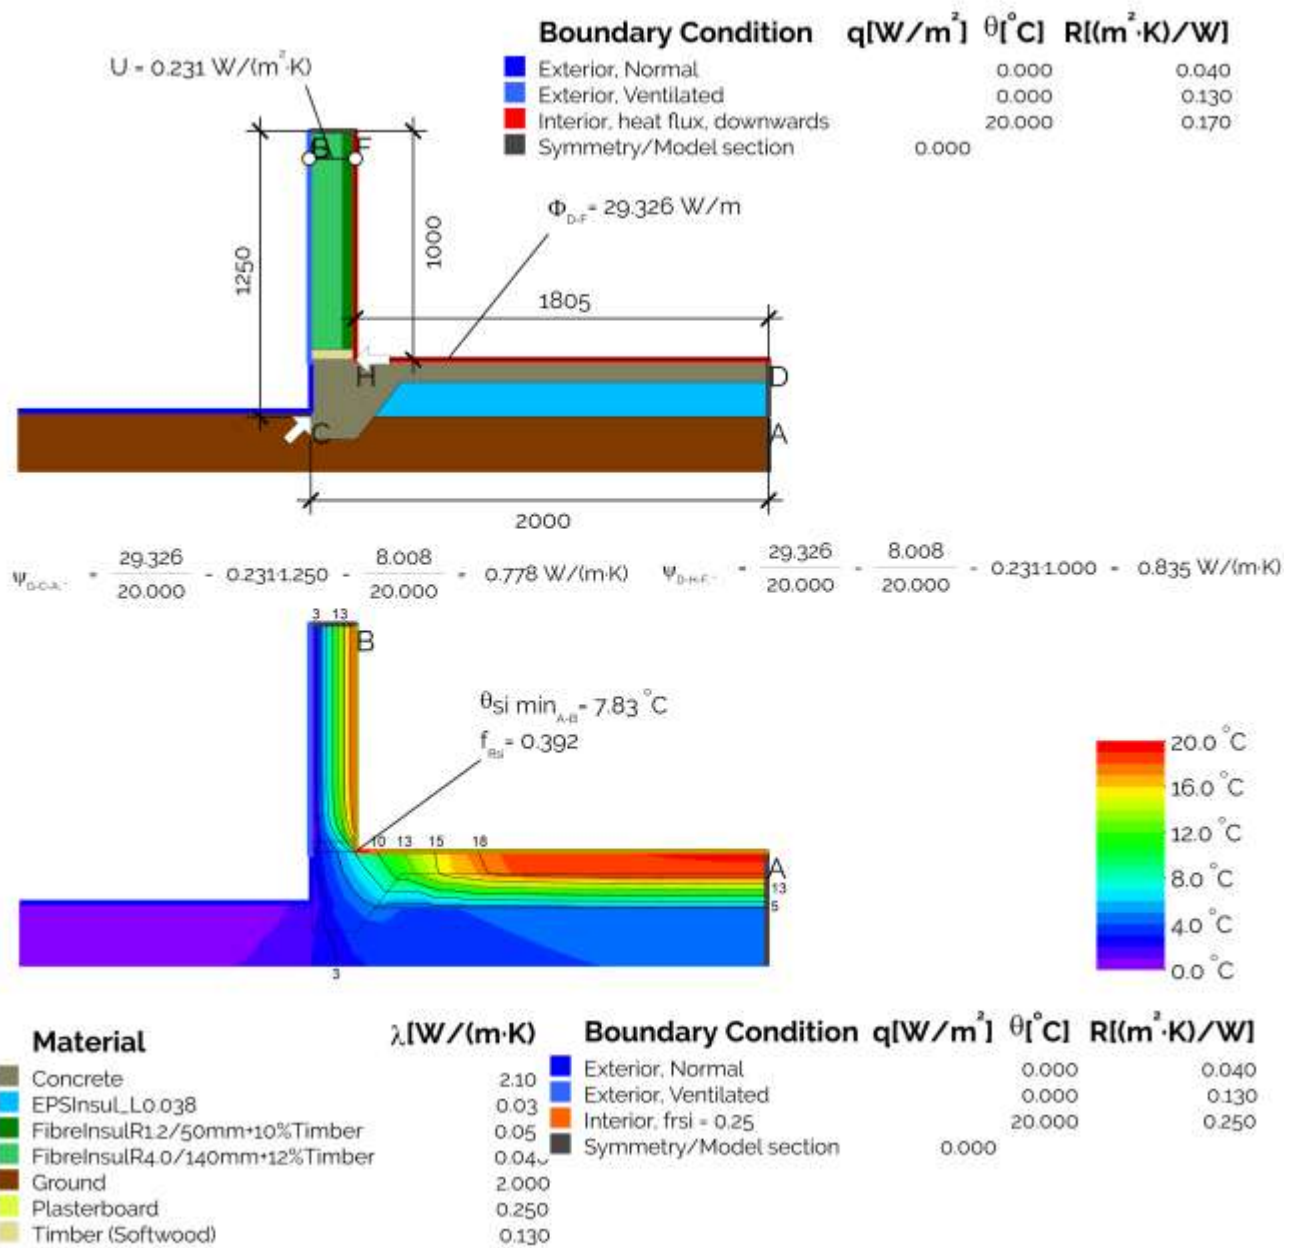 Boundary Condition q[W/m²] θ[°C] R[(m²·K)/W]
Exterior, Normal 0.000 0.040
Exterior, Ventilated 0.000 0.130
Interior, heat flux, downwards 20.000 0.170
Symmetry/Model section 0.000
U = 0.231 W/(m²·K)
B F
Φ D-F = 29.326 W/m
1250
1000
1805
H
D
C
A
2000
= 29.326 / 20.000 - 0.231·1.250 - 8.008 / 20.000 = 0.778 W/(m·K)
= 29.326 / 20.000 - 8.008 / 20.000 - 0.231·1.000 = 0.835 W/(m·K)
3 13
B
θsi min A-B = 7.83 °C
f Rsi = 0.392
10 13 15 18
A
13
5
3
20.0 °C
16.0 °C
12.0 °C
8.0 °C
4.0 °C
0.0 °C
Material λ[W/(m·K)
Concrete 2.10
EPSInsul_L0.038 0.03
FibreInsulR1.2/50mm+10%Timber 0.05
FibreInsulR4.0/140mm+12%Timber
Ground 2.000
Plasterboard 0.250
Timber (Softwood) 0.130
Boundary Condition q[W/m²] θ[°C] R[(m²·K)/W]
Exterior, Normal 0.000 0.040
Exterior, Ventilated 0.000 0.130
Interior, frsi = 0.25 20.000 0.250
Symmetry/Model section 0.000